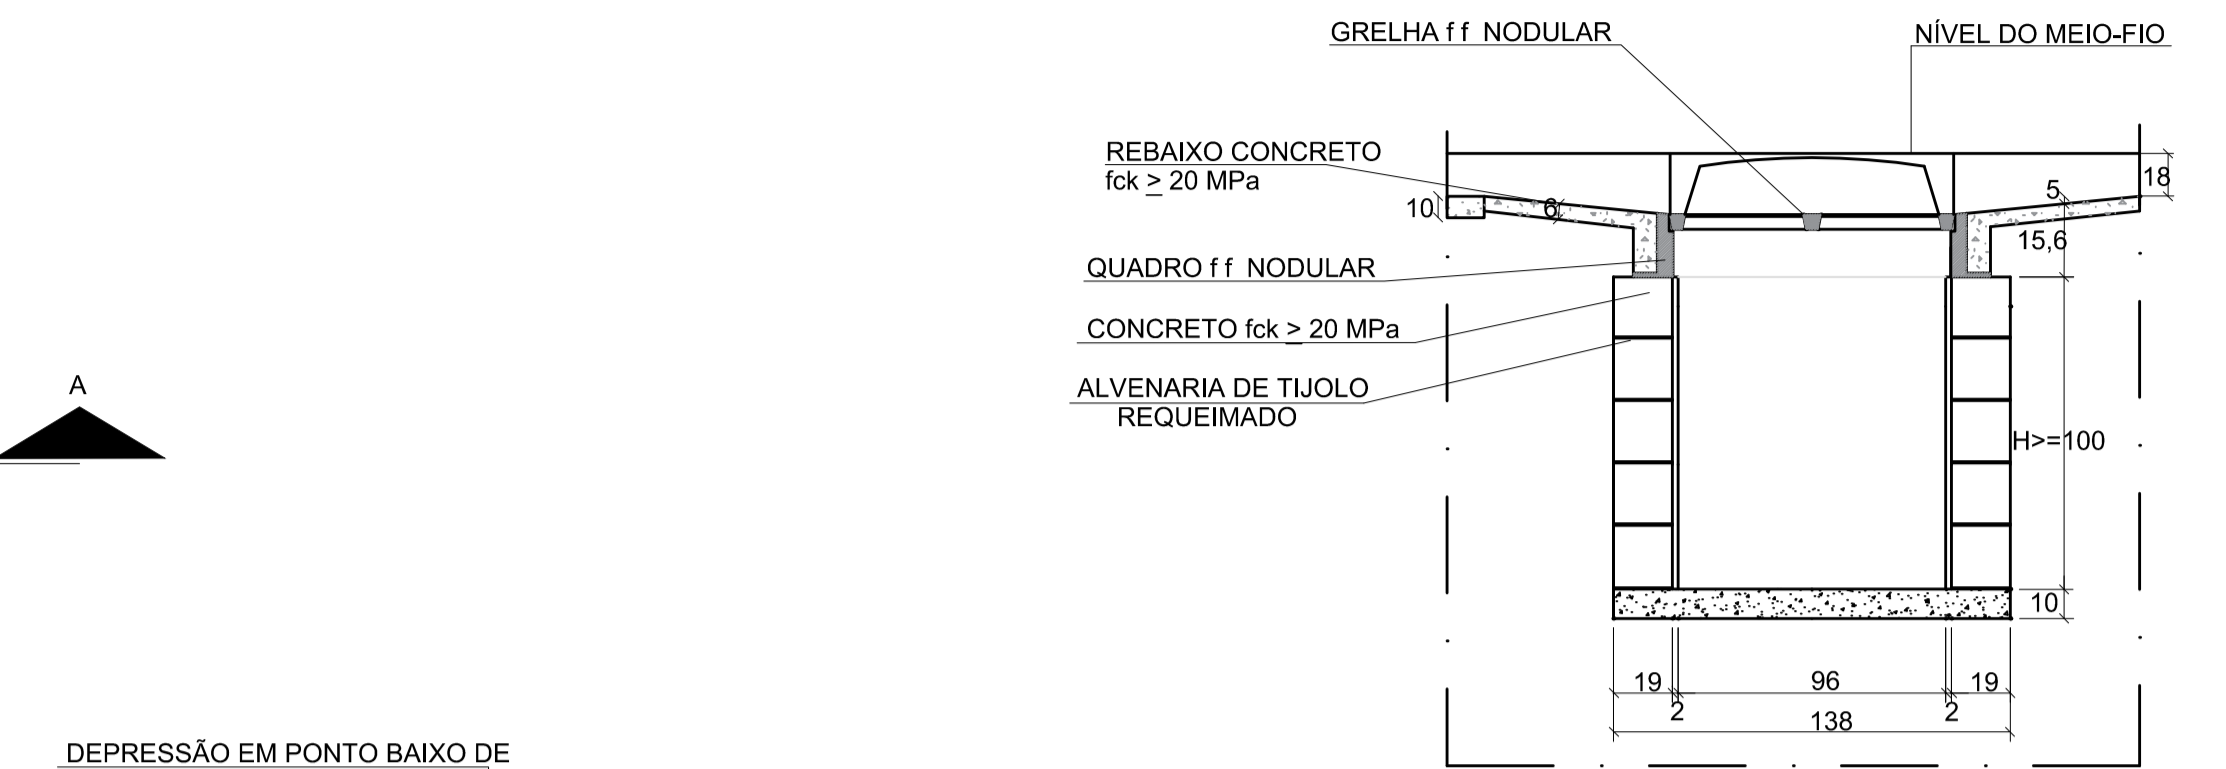 GRELHA f f NODULAR
NÍVEL DO MEIO-FIO
REBAIXO CONCRETO
fck ≥ 20 MPa
18
5
10
6
15,6
QUADRO f f NODULAR
CONCRETO fck ≥ 20 MPa
A
ALVENARIA DE TIJOLO
REQUEIMADO
H>=100
10
19
96
19
2
2
138
DEPRESSÃO EM PONTO BAIXO DE